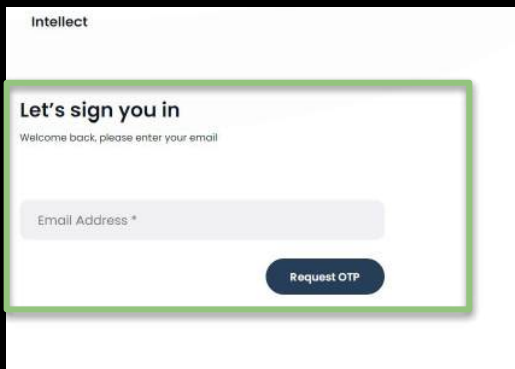 Intellect
Let's sign you in
Welcome back, please enter your email
Email Address *
Request OTP